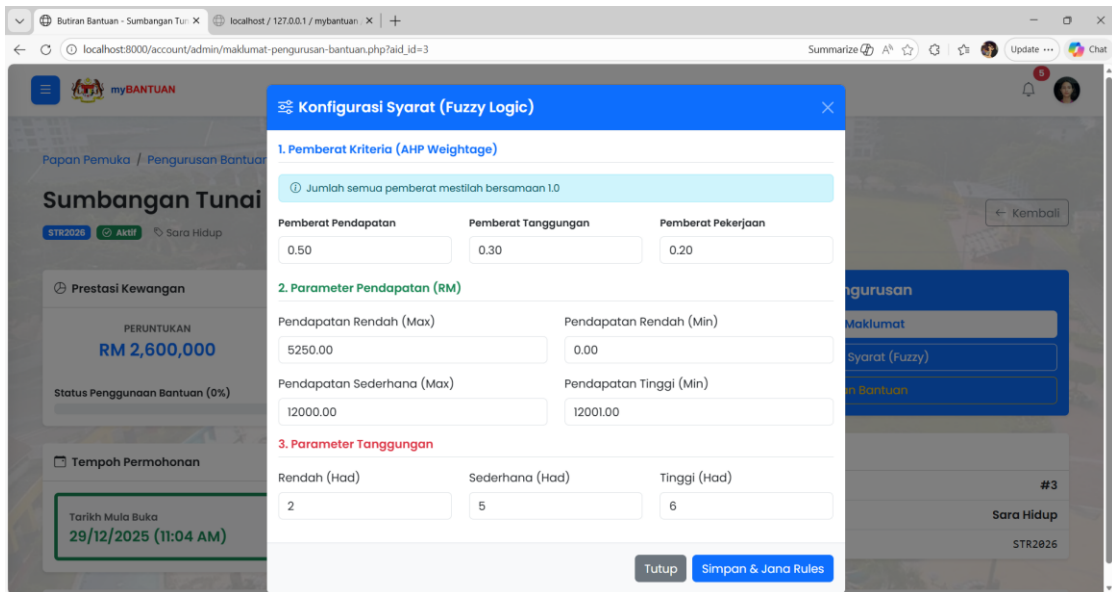 Butiran Bantuan - Sumbangan Tun
localhost / 127.0.0.1 / mybantuan
localhost:8000/account/admin/maklumat-pengurusan-bantuan.php?aid_id=3
Summarize
Update
Chat
myBANTUAN
5
Papan Pemuka / Pengurusan Bantuan
Sumbangan Tunai
STR2026 Aktif Sara Hidup
← Kembali
Prestasi Kewangan
PERUNTUKAN
RM 2,600,000
Status Penggunaan Bantuan (0%)
Tempoh Permohonan
Tarikh Mula Buka
29/12/2025 (11:04 AM)
Konfigurasi Syarat (Fuzzy Logic)
1. Pemberat Kriteria (AHP Weightage)
Jumlah semua pemberat mestilah bersamaan 1.0
Pemberat Pendapatan Pemberat Tanggungan Pemberat Pekerjaan
0.50 0.30 0.20
2. Parameter Pendapatan (RM)
Pendapatan Rendah (Max) Pendapatan Rendah (Min)
5250.00 0.00
Pendapatan Sederhana (Max) Pendapatan Tinggi (Min)
12000.00 12001.00
3. Parameter Tanggungan
Rendah (Had) Sederhana (Had) Tinggi (Had)
2 5 6
Tutup Simpan & Jana Rules
ngurusan
Maklumat
Syarat (Fuzzy)
n Bantuan
#3
Sara Hidup
STR2026